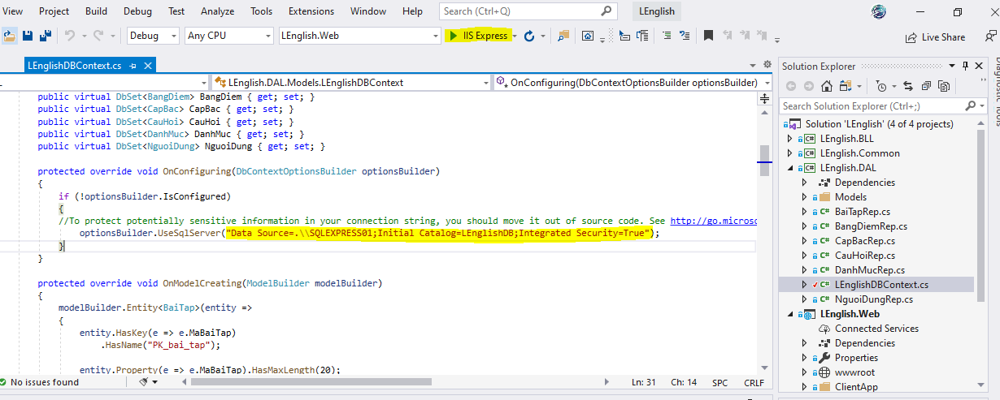 Edit View Project Build Debug Test Analyze Tools Extensions Window Help Search (Ctrl+Q) LEnglish
Debug Any CPU LEnglish.Web IIS Express Live Share
LEnglishDBContext.cs
LEnglish.DAL.Models.LEnglishDBContext OnConfiguring(DbContextOptionsBuilder optionsBuilder)
public virtual DbSet<BangDiem> BangDiem { get; set; }
public virtual DbSet<CapBac> CapBac { get; set; }
public virtual DbSet<CauHoi> CauHoi { get; set; }
public virtual DbSet<DanhMuc> DanhMuc { get; set; }
public virtual DbSet<NguoiDung> NguoiDung { get; set; }
protected override void OnConfiguring(DbContextOptionsBuilder optionsBuilder)
{
if (!optionsBuilder.IsConfigured)
{
//To protect potentially sensitive information in your connection string, you should move it out of source code. See http://go.microso
optionsBuilder.UseSqlServer("Data Source=.\\SQLEXPRESS01;Initial Catalog=LEnglishDB;Integrated Security=True");
}
}
protected override void OnModelCreating(ModelBuilder modelBuilder)
{
modelBuilder.Entity<BaiTap>(entity =>
{
entity.HasKey(e => e.MaBaiTap)
.HasName("PK_bai_tap");
entity.Property(e => e.MaBaiTap).HasMaxLength(20);
No issues found Ln: 31 Ch: 14 SPC CRLF
Solution Explorer
Search Solution Explorer (Ctrl+;)
Solution 'LEnglish' (4 of 4 projects)
LEnglish.BLL
LEnglish.Common
LEnglish.DAL
Dependencies
Models
BaiTapRep.cs
BangDiemRep.cs
CapBacRep.cs
CauHoiRep.cs
DanhMucRep.cs
LEnglishDBContext.cs
NguoiDungRep.cs
LEnglish.Web
Connected Services
Dependencies
Properties
wwwroot
ClientApp
Diagnostic Tools